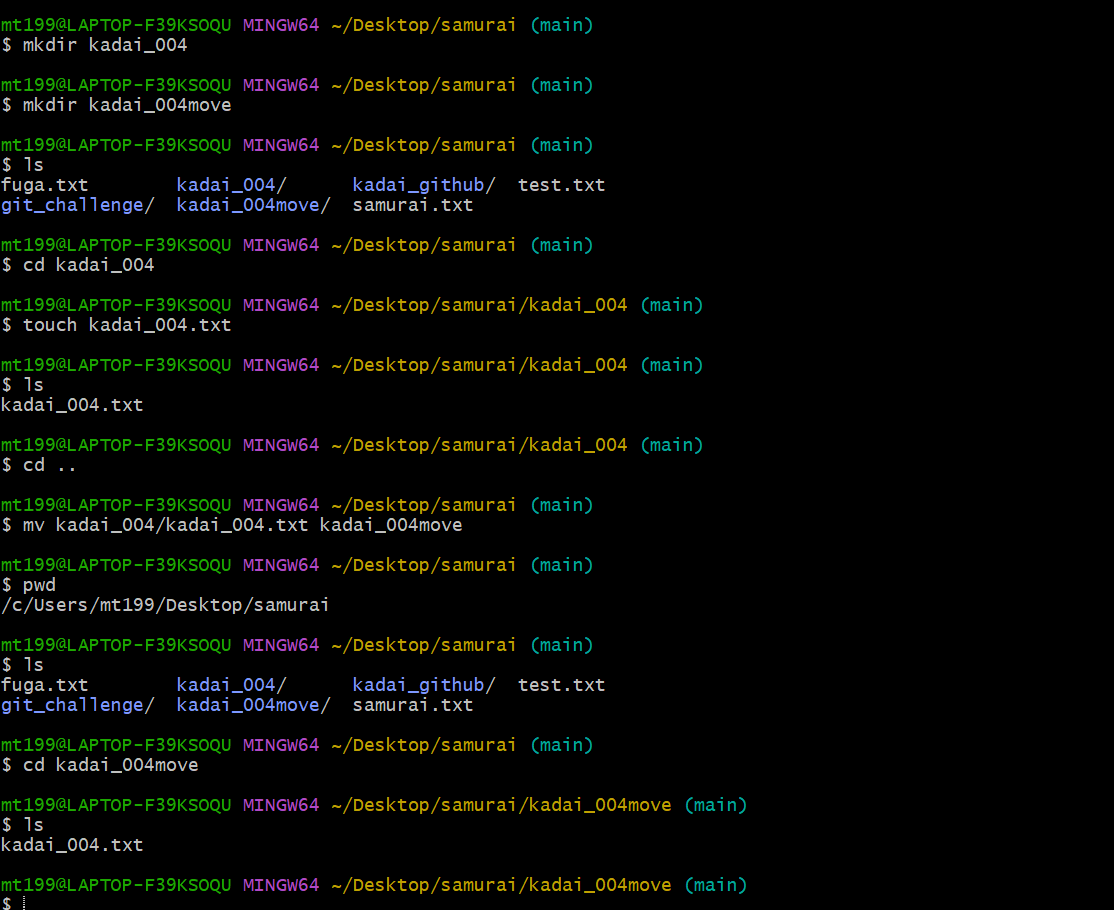 mt199@LAPTOP-F39KSOQU MINGW64 ~/Desktop/samurai (main)
$ mkdir kadai_004
mt199@LAPTOP-F39KSOQU MINGW64 ~/Desktop/samurai (main)
$ mkdir kadai_004move
mt199@LAPTOP-F39KSOQU MINGW64 ~/Desktop/samurai (main)
$ ls
fuga.txt        kadai_004/      kadai_github/  test.txt
git_challenge/  kadai_004move/  samurai.txt
mt199@LAPTOP-F39KSOQU MINGW64 ~/Desktop/samurai (main)
$ cd kadai_004
mt199@LAPTOP-F39KSOQU MINGW64 ~/Desktop/samurai/kadai_004 (main)
$ touch kadai_004.txt
mt199@LAPTOP-F39KSOQU MINGW64 ~/Desktop/samurai/kadai_004 (main)
$ ls
kadai_004.txt
mt199@LAPTOP-F39KSOQU MINGW64 ~/Desktop/samurai/kadai_004 (main)
$ cd ..
mt199@LAPTOP-F39KSOQU MINGW64 ~/Desktop/samurai (main)
$ mv kadai_004/kadai_004.txt kadai_004move
mt199@LAPTOP-F39KSOQU MINGW64 ~/Desktop/samurai (main)
$ pwd
/c/Users/mt199/Desktop/samurai
mt199@LAPTOP-F39KSOQU MINGW64 ~/Desktop/samurai (main)
$ ls
fuga.txt        kadai_004/      kadai_github/  test.txt
git_challenge/  kadai_004move/  samurai.txt
mt199@LAPTOP-F39KSOQU MINGW64 ~/Desktop/samurai (main)
$ cd kadai_004move
mt199@LAPTOP-F39KSOQU MINGW64 ~/Desktop/samurai/kadai_004move (main)
$ ls
kadai_004.txt
mt199@LAPTOP-F39KSOQU MINGW64 ~/Desktop/samurai/kadai_004move (main)
$